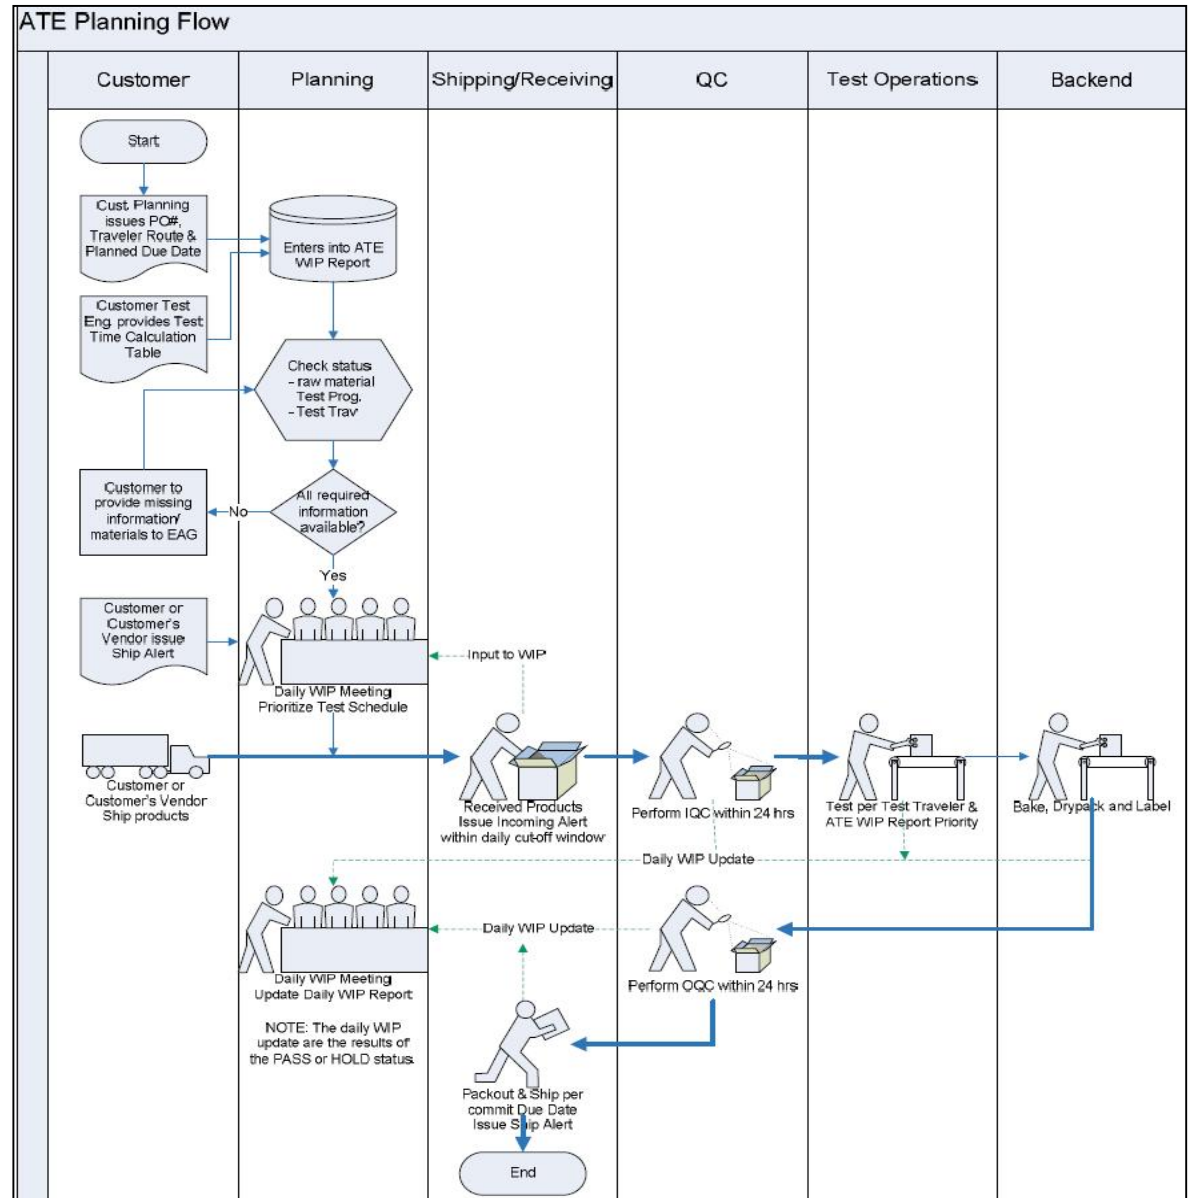 ATE Planning Flow
Customer
Planning
Shipping/Receiving
QC
Test Operations
Backend
Start
Cust. Planning
issues PO#,
Traveler Route &
Planned Due Date
Enters into ATE
WIP Report
Customer Test
Eng. provides Test
Time Calculation
Table
Check status
- raw material
Test Prog.
- Test Trav
Customer to
provide missing
information/
materials to EAG
No
All required
information
available?
Yes
Customer or
Customer's
Vendor issue
Ship Alert
Input to WIP
Daily WIP Meeting
Prioritize Test Schedule
Customer or
Customer's Vendor
Ship products
Received Products
Issue Incoming Alert
within daily cut-off window
Perform IQC within 24 hrs
Test per Test Traveler &
ATE WIP Report Priority
Bake, Drypack and Label
Daily WIP Update
Daily WIP Update
Daily WIP Meeting
Update Daily WIP Report
Perform OQC within 24 hrs
NOTE: The daily WIP
update are the results of
the PASS or HOLD status.
Packout & Ship per
commit Due Date
Issue Ship Alert
End